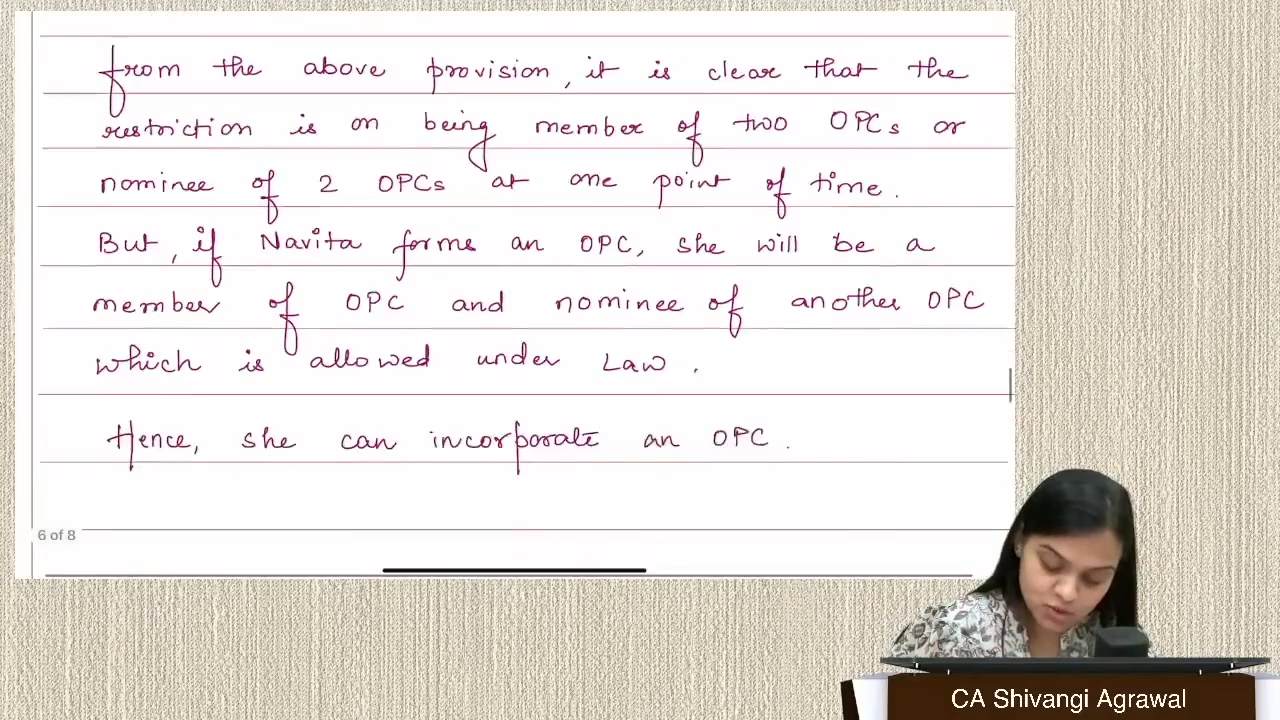 from the above provision, it is clear that the
restriction is on being member of two OPCs or
nominee of 2 OPCs at one point of time.
But, if Navita forms an OPC, she will be a
member of OPC and nominee of another OPC
which is allowed under Law.
Hence, she can incorporate an OPC.
6 of 8
CA Shivangi Agrawal